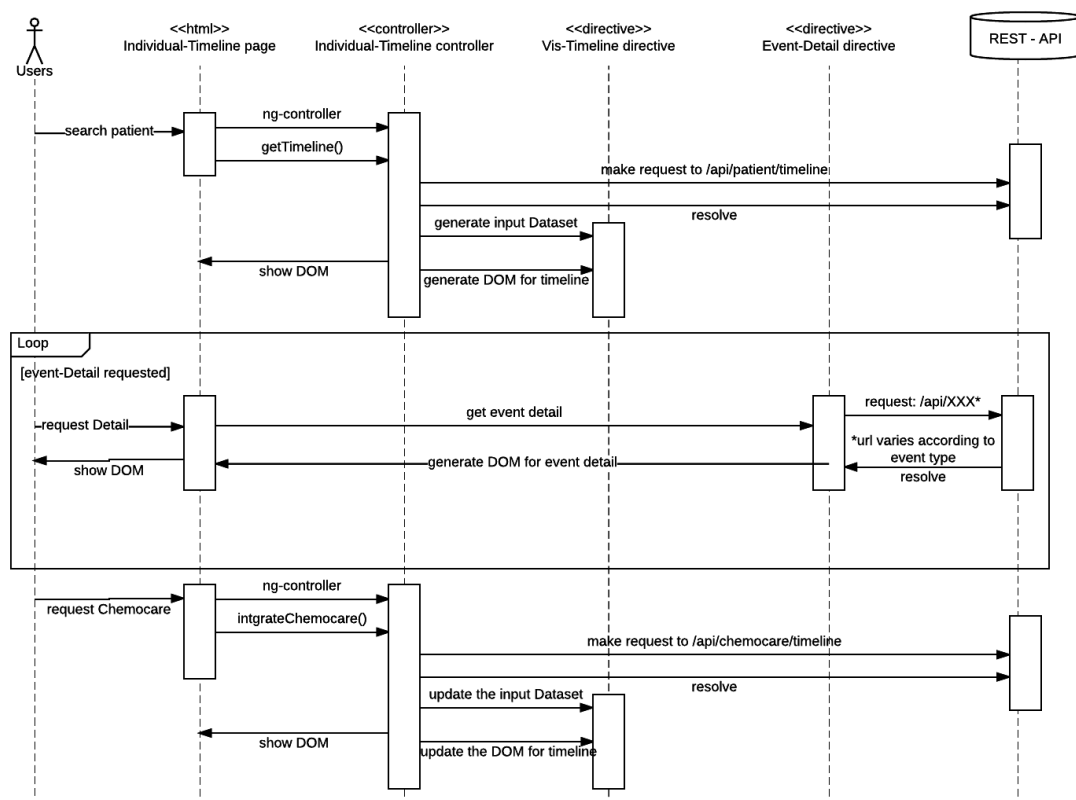 <<html>>
Individual-Timeline page
<<controller>>
Individual-Timeline controller
<<directive>>
Vis-Timeline directive
<<directive>>
Event-Detail directive
REST - API
Users
search patient
ng-controller
getTimeline()
make request to /api/patient/timeline
resolve
generate input Dataset
show DOM
generate DOM for timeline
Loop
[event-Detail requested]
request Detail
get event detail
request: /api/XXX*
*url varies according to
event type
show DOM
generate DOM for event detail
resolve
request Chemocare
ng-controller
intgrateChemocare()
make request to /api/chemocare/timeline
resolve
update the input Dataset
show DOM
update the DOM for timeline